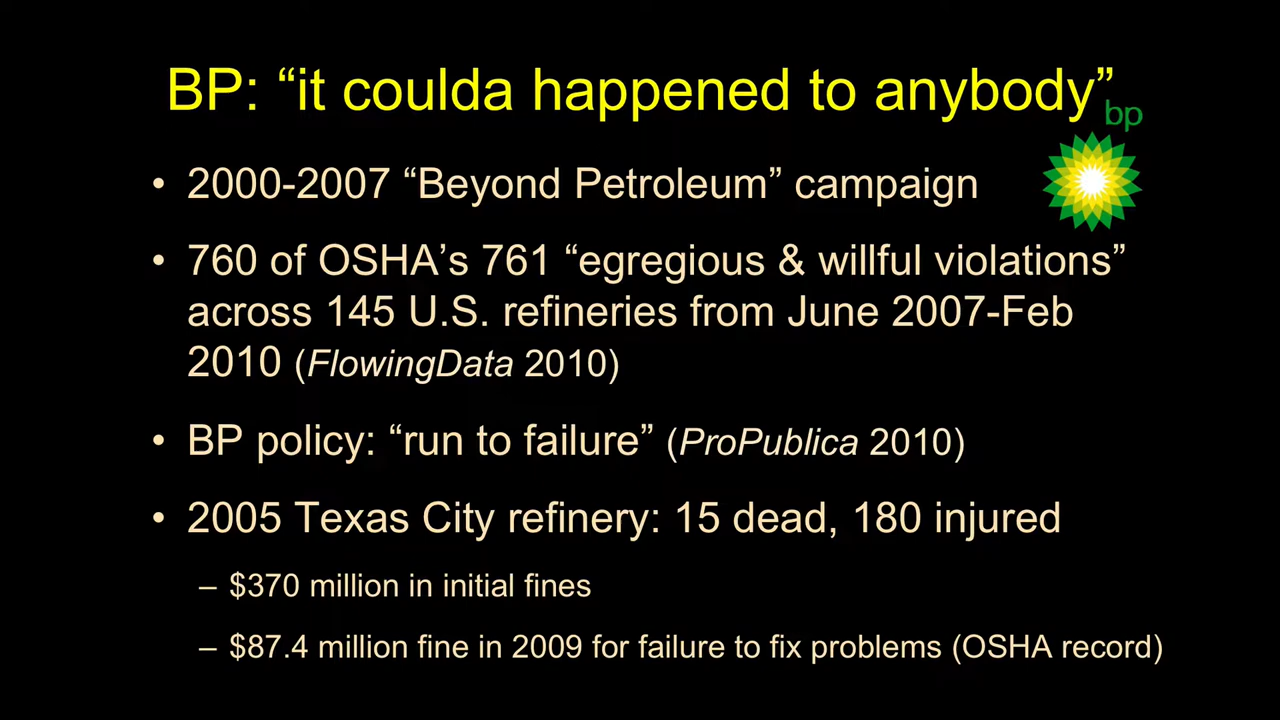 BP: “it coulda happened to anybody”
bp
• 2000-2007 “Beyond Petroleum” campaign
• 760 of OSHA’s 761 “egregious & willful violations”
across 145 U.S. refineries from June 2007-Feb
2010 (FlowingData 2010)
• BP policy: “run to failure” (ProPublica 2010)
• 2005 Texas City refinery: 15 dead, 180 injured
– $370 million in initial fines
– $87.4 million fine in 2009 for failure to fix problems (OSHA record)